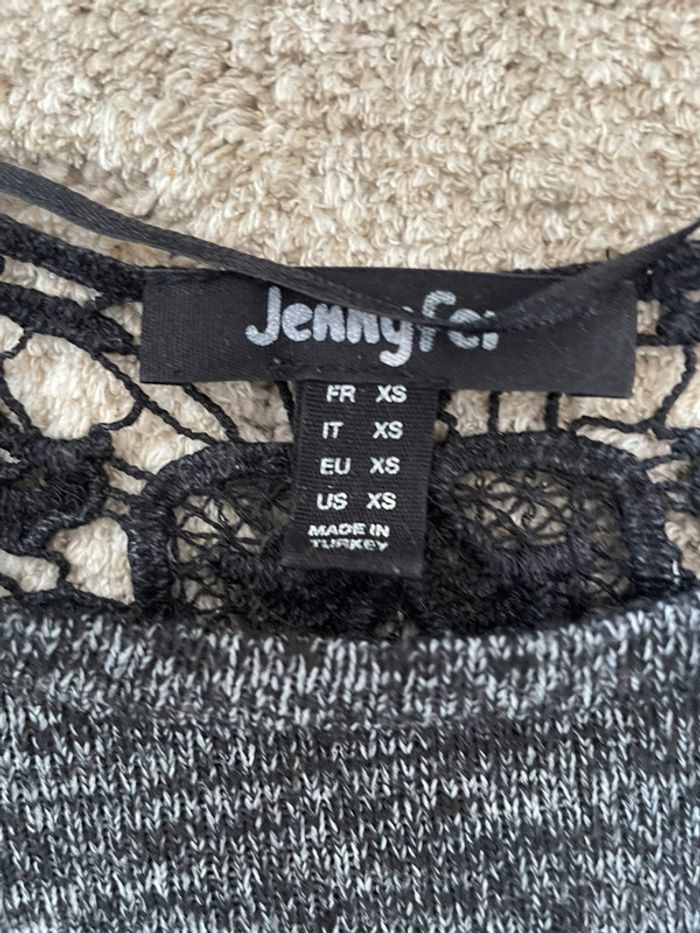 Jennyfer
FR XS
IT XS
EU XS
US XS
MADE IN
TURKEY